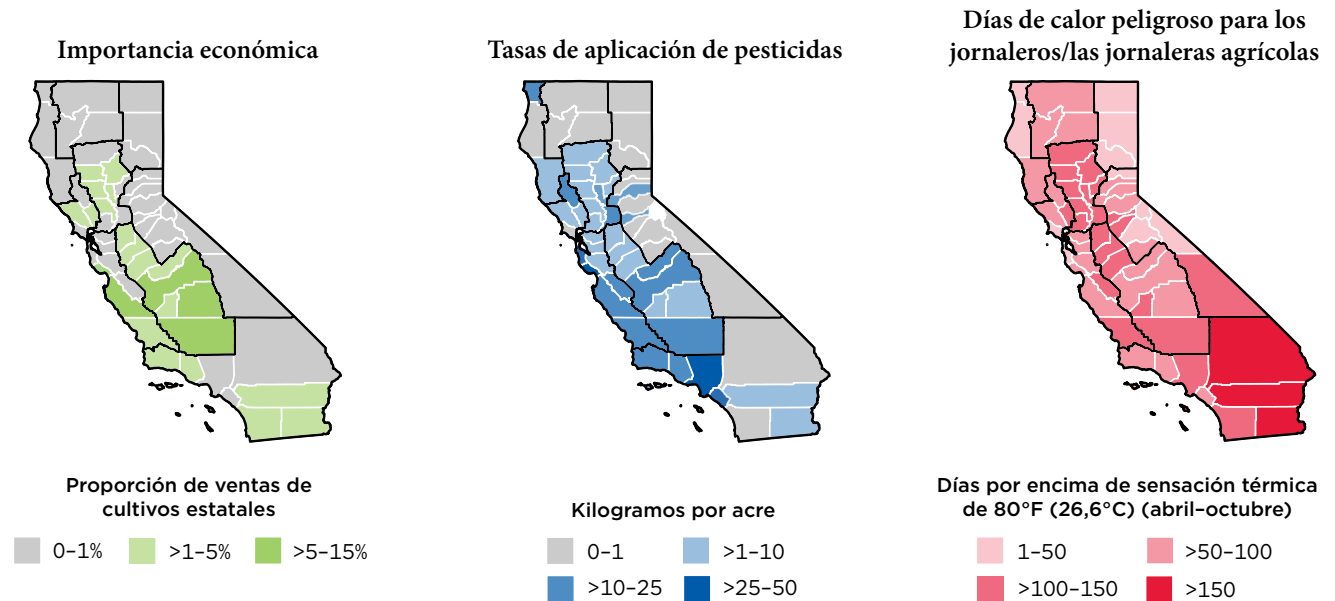 Importancia económica
Tasas de aplicación de pesticidas
Días de calor peligroso para los
jornaleros/las jornaleras agrícolas
Proporción de ventas de
cultivos estatales
0–1%
>1–5%
>5–15%
Kilogramos por acre
0–1
>1–10
>10–25
>25–50
Días por encima de sensación térmica
de 80°F (26,6°C) (abril–octubre)
1–50
>50–100
>100–150
>150